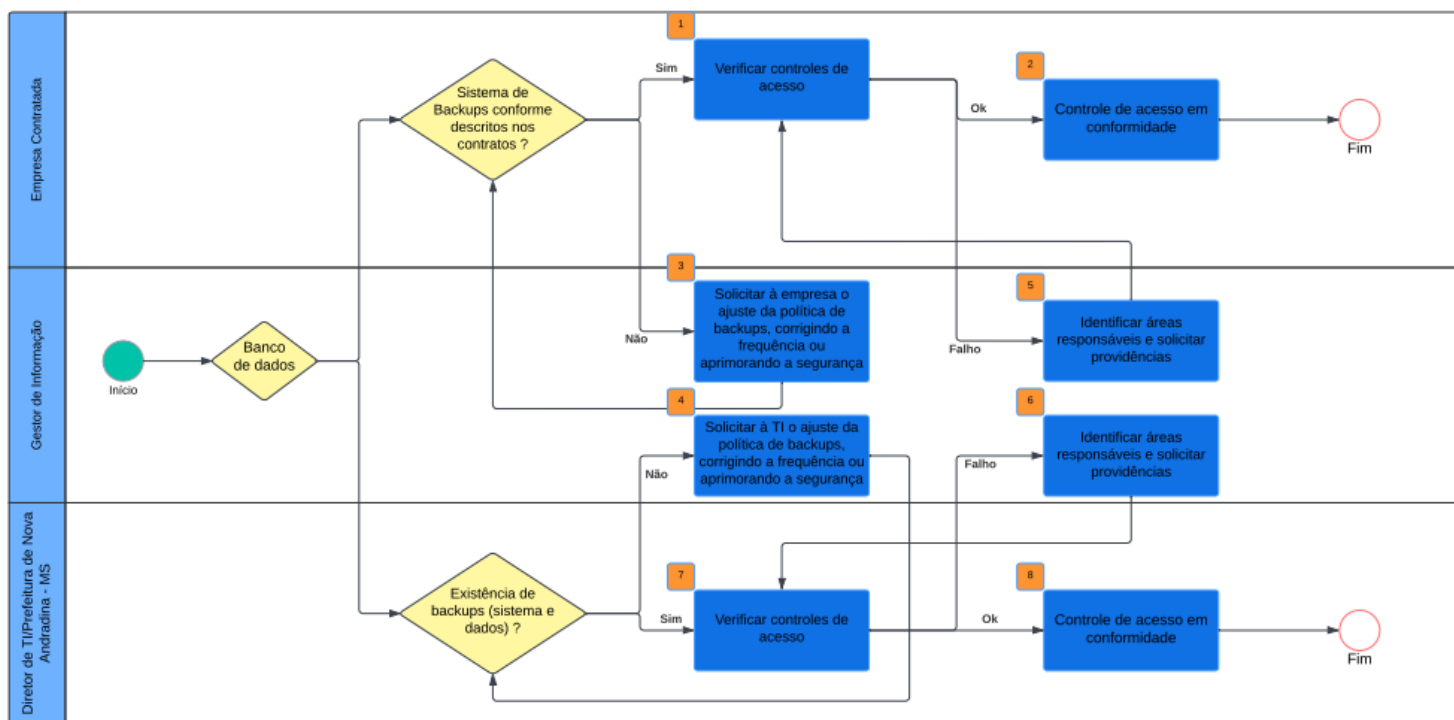 Empresa Contratada
Sistema de
Backups conforme
descritos nos
contratos ?
Sim
1
Verificar controles de
acesso
Ok
2
Controle de acesso em
conformidade
Fim
Gestor de Informação
Início
Banco
de dados
Não
3
Solicitar à empresa o
ajuste da política de
backups, corrigindo a
frequência ou
aprimorando a segurança
Falho
5
Identificar áreas
responsáveis e solicitar
providências
Não
4
Solicitar à TI o ajuste da
política de backups,
corrigindo a frequência ou
aprimorando a segurança
Falho
6
Identificar áreas
responsáveis e solicitar
providências
Diretor de TI/Prefeitura de Nova
Andradina - MS
Existência de
backups (sistema e
dados) ?
Sim
7
Verificar controles de
acesso
Ok
8
Controle de acesso em
conformidade
Fim